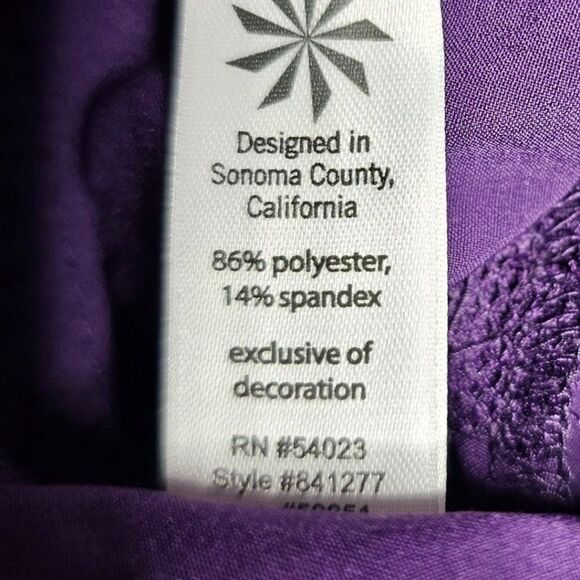 Designed in
Sonoma County,
California
86% polyester,
14% spandex
exclusive of
decoration
RN #54023
Style #841277